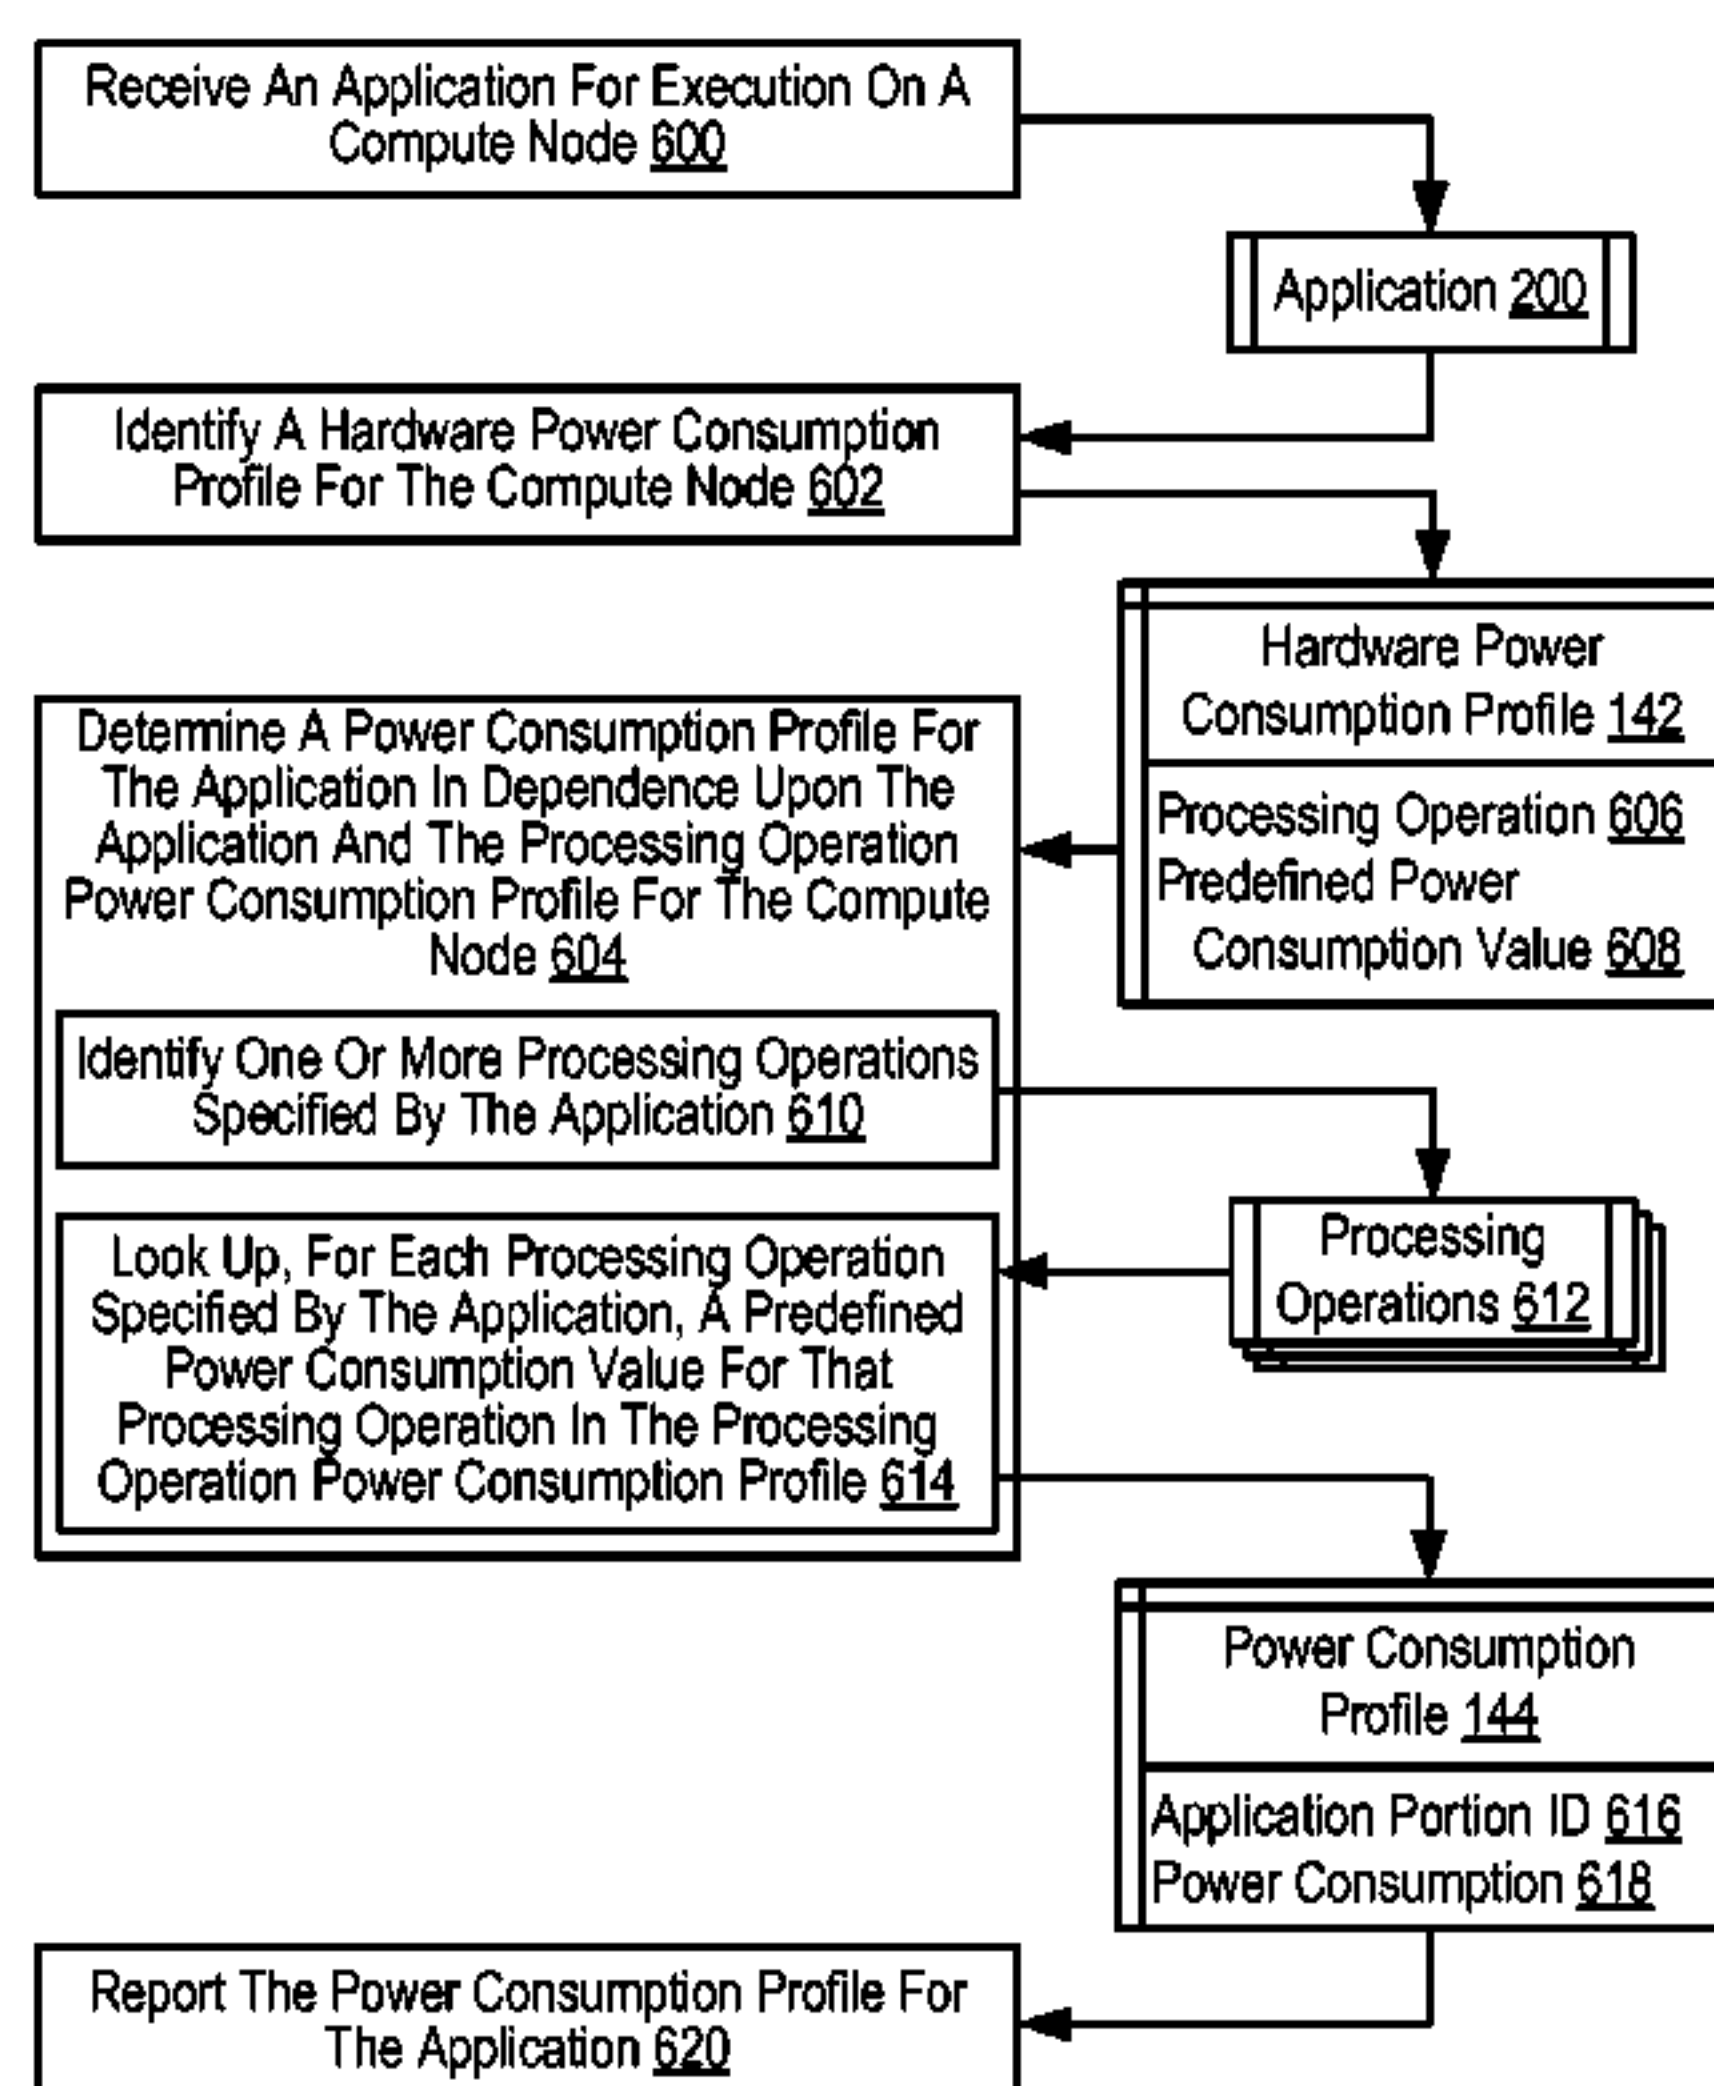 Receive An Application For Execution On A
Compute Node 600
Application 200
Identify A Hardware Power Consumption
Profile For The Compute Node 602
Hardware Power
Consumption Profile 142
Processing Operation 606
Predefined Power
Consumption Value 608
Determine A Power Consumption Profile For
The Application In Dependence Upon The
Application And The Processing Operation
Power Consumption Profile For The Compute
Node 604
Identify One Or More Processing Operations
Specified By The Application 610
Processing
Operations 612
Look Up, For Each Processing Operation
Specified By The Application, A Predefined
Power Consumption Value For That
Processing Operation In The Processing
Operation Power Consumption Profile 614
Power Consumption
Profile 144
Application Portion ID 616
Power Consumption 618
Report The Power Consumption Profile For
The Application 620